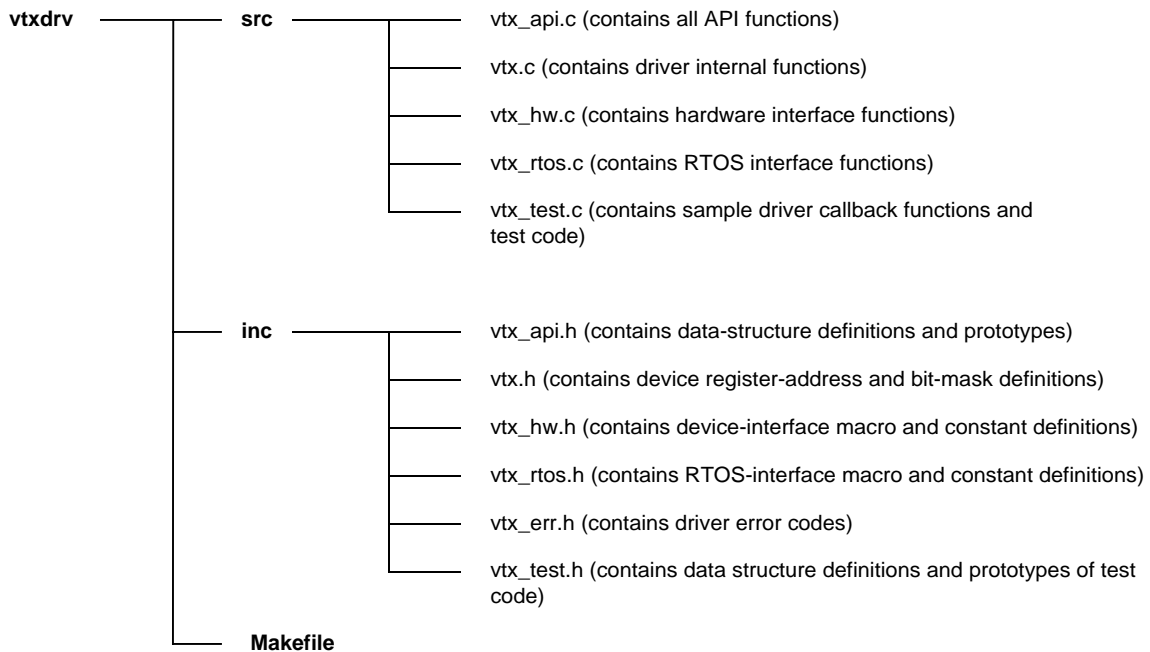 vtxdrv
src
vtx_api.c (contains all API functions)
vtx.c (contains driver internal functions)
vtx_hw.c (contains hardware interface functions)
vtx_rtos.c (contains RTOS interface functions)
vtx_test.c (contains sample driver callback functions and
test code)
inc
vtx_api.h (contains data-structure definitions and prototypes)
vtx.h (contains device register-address and bit-mask definitions)
vtx_hw.h (contains device-interface macro and constant definitions)
vtx_rtos.h (contains RTOS-interface macro and constant definitions)
vtx_err.h (contains driver error codes)
vtx_test.h (contains data structure definitions and prototypes of test
code)
Makefile